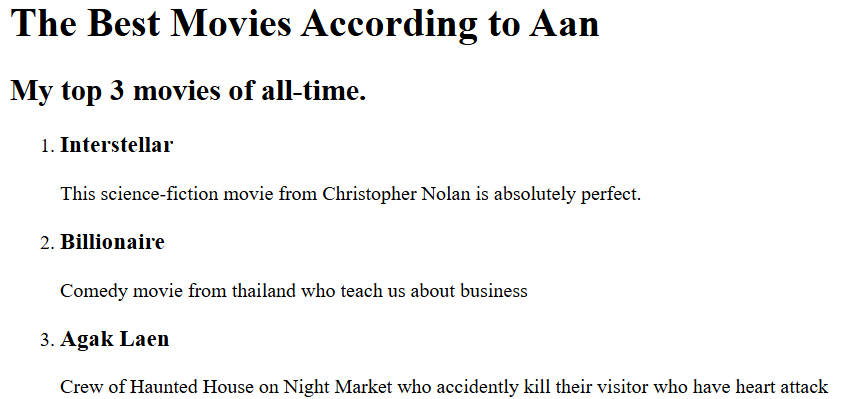 The Best Movies According to Aan
My top 3 movies of all-time.
1. Interstellar
This science-fiction movie from Christopher Nolan is absolutely perfect.
2. Billionaire
Comedy movie from thailand who teach us about business
3. Agak Laen
Crew of Haunted House on Night Market who accidently kill their visitor who have heart attack